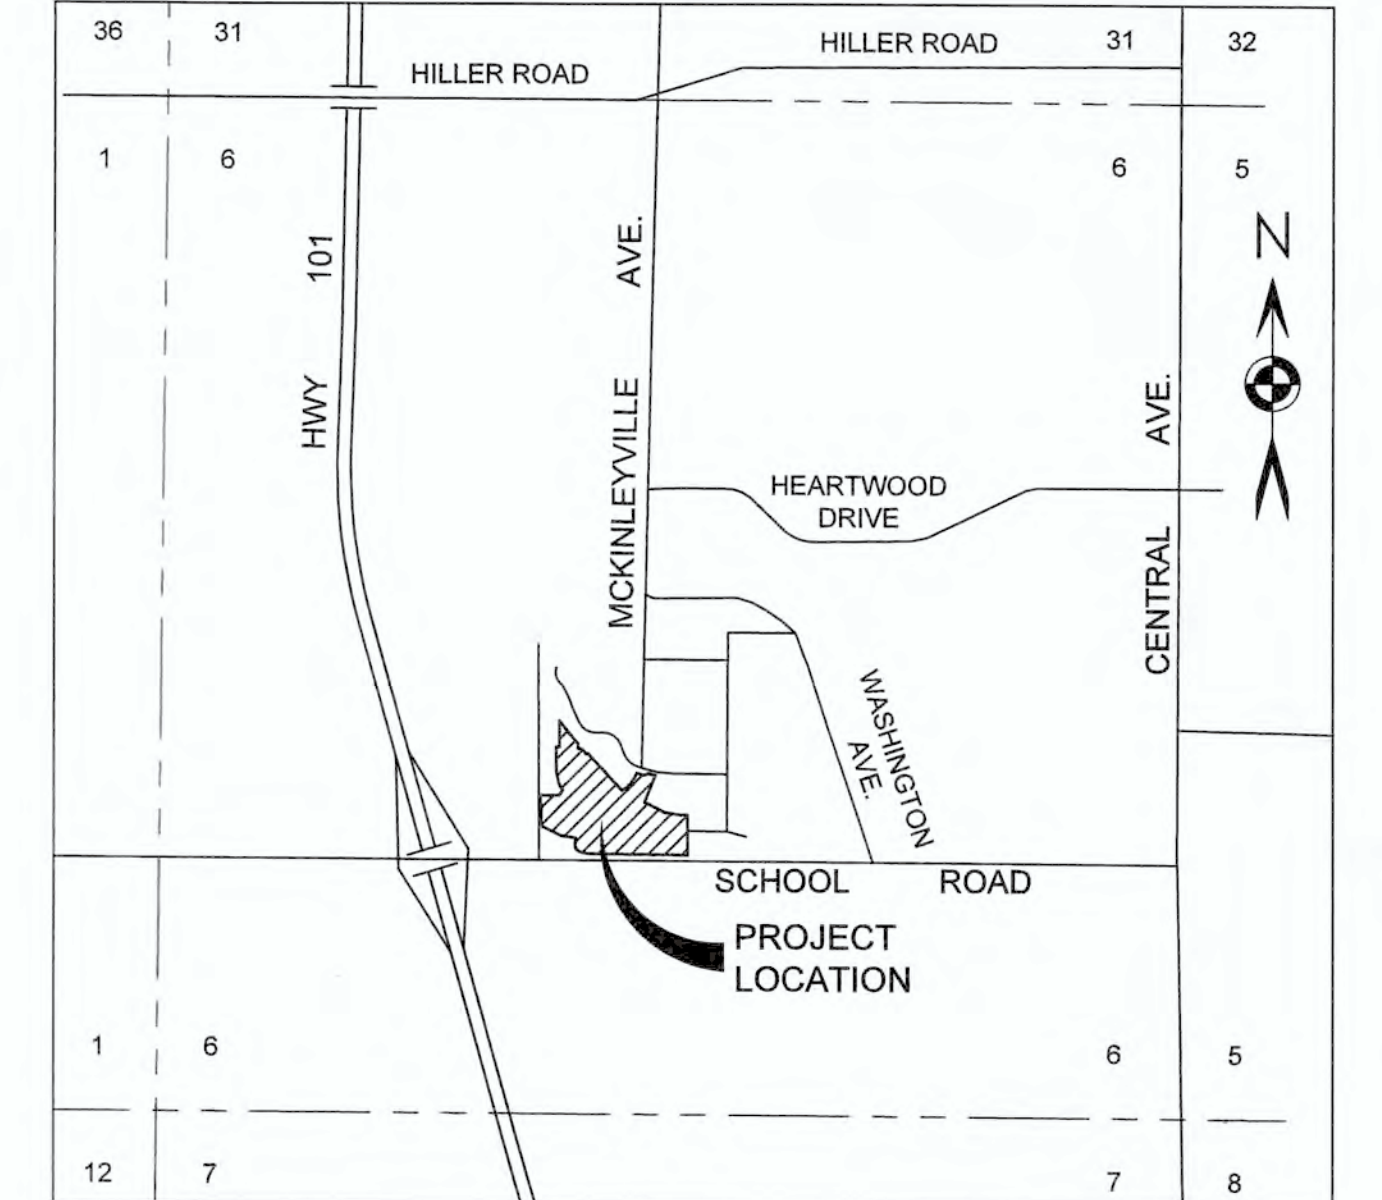 36
31
HILLER ROAD
31
32
HILLER ROAD
1
6
6
5
N
HWY 101
MCKINLEYVILLE AVE.
CENTRAL AVE.
HEARTWOOD
DRIVE
WASHINGTON
AVE.
SCHOOL ROAD
PROJECT
LOCATION
1
6
6
5
12
7
7
8